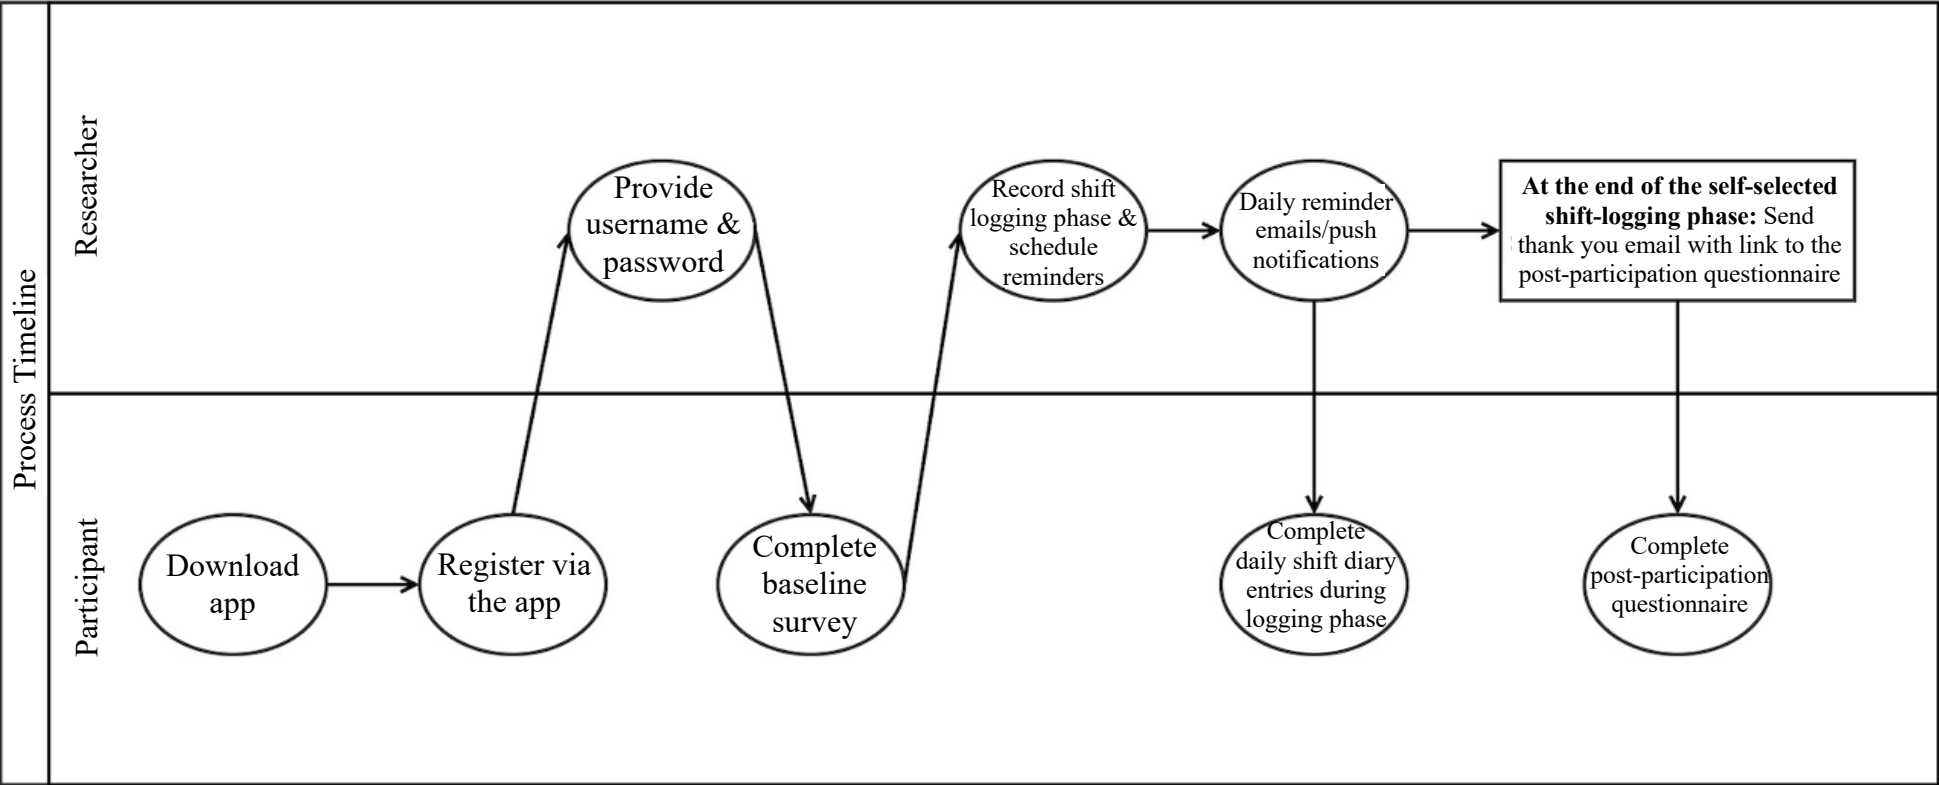 Process Timeline
Researcher
Provide
username &
password
Record shift
logging phase &
schedule
reminders
Daily reminder
emails/push
notifications
At the end of the self-selected
shift-logging phase: Send
thank you email with link to the
post-participation questionnaire
Participant
Download
app
Register via
the app
Complete
baseline
survey
Complete
daily shift diary
entries during
logging phase
Complete
post-participation
questionnaire